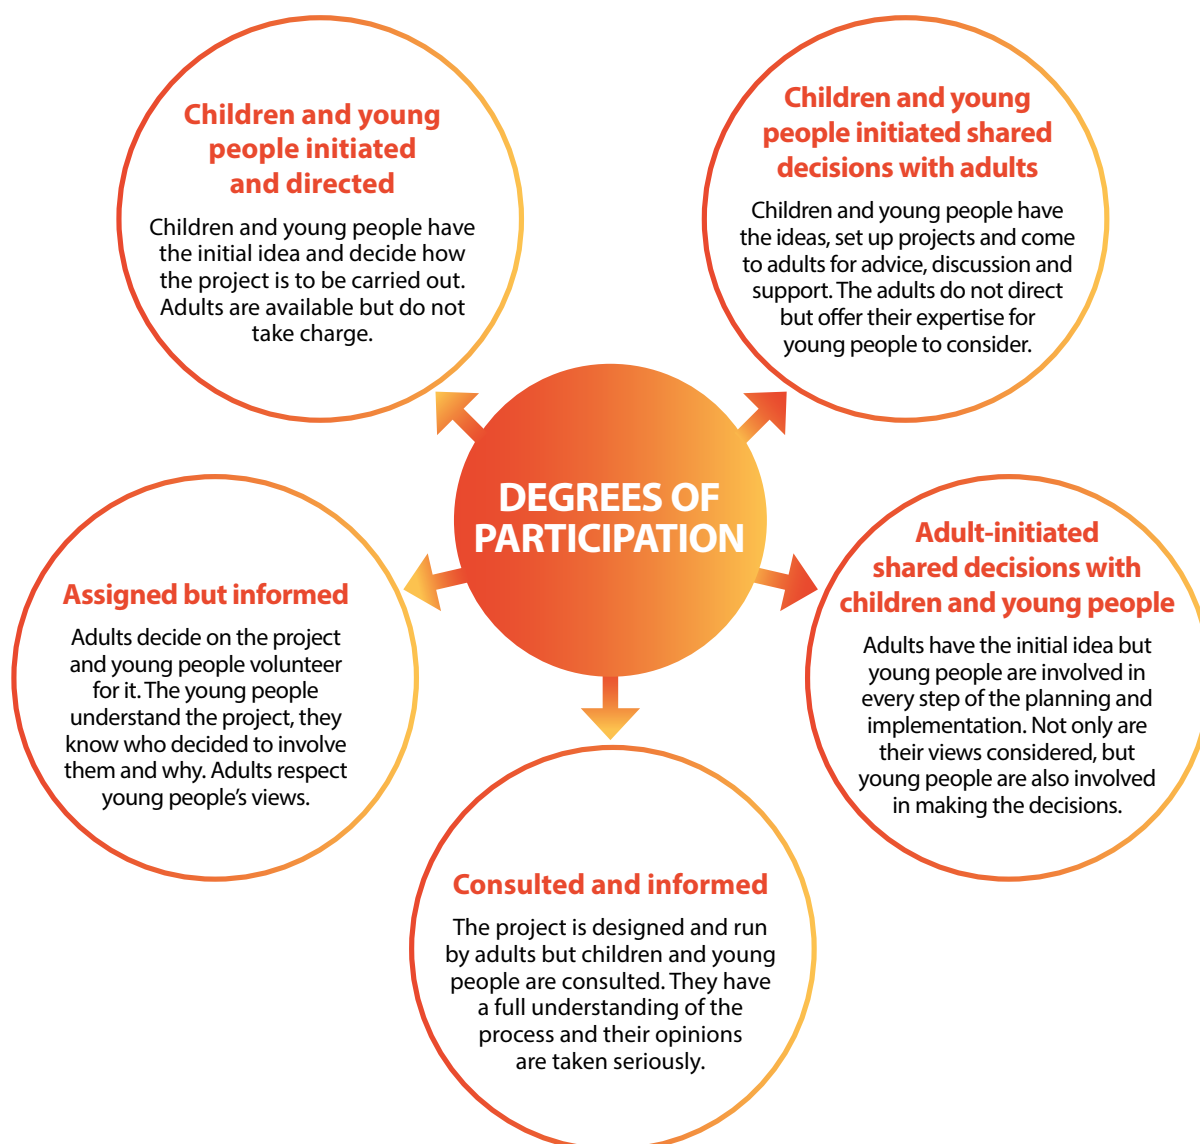 Children and young
people initiated
and directed
Children and young people have
the initial idea and decide how
the project is to be carried out.
Adults are available but do not
take charge.
Children and young
people initiated shared
decisions with adults
Children and young people have
the ideas, set up projects and come
to adults for advice, discussion and
support. The adults do not direct
but offer their expertise for
young people to consider.
DEGREES OF
PARTICIPATION
Assigned but informed
Adults decide on the project
and young people volunteer
for it. The young people
understand the project, they
know who decided to involve
them and why. Adults respect
young people’s views.
Adult-initiated
shared decisions with
children and young people
Adults have the initial idea but
young people are involved in
every step of the planning and
implementation. Not only are
their views considered, but
young people are also involved
in making the decisions.
Consulted and informed
The project is designed and run
by adults but children and young
people are consulted. They have
a full understanding of the
process and their opinions
are taken seriously.